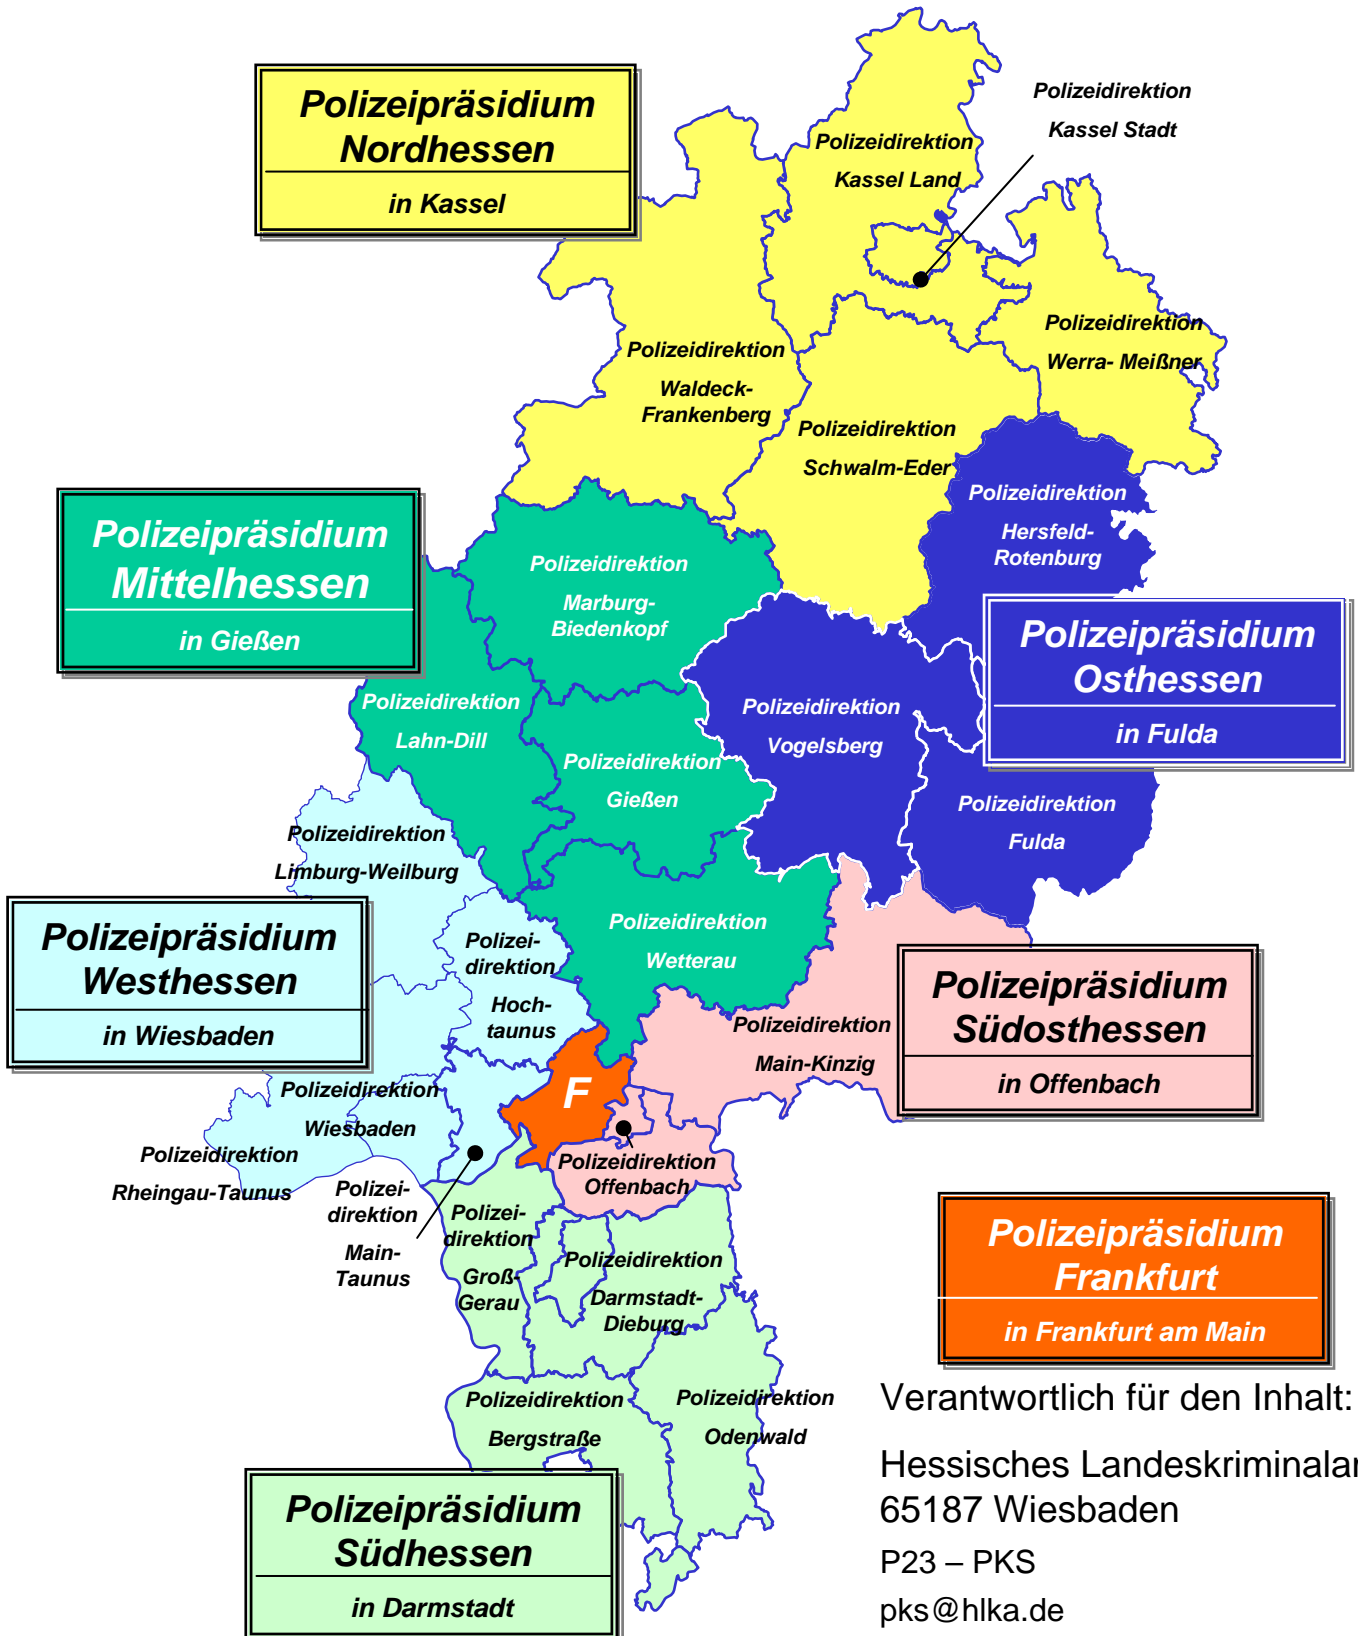 Polizeipräsidium
Nordhessen
in Kassel
Polizeidirektion
Kassel Stadt
Polizeidirektion
Kassel Land
Polizeidirektion
Werra- Meißner
Polizeidirektion
Waldeck-
Frankenberg
Polizeidirektion
Schwalm-Eder
Polizeidirektion
Hersfeld-
Rotenburg
Polizeipräsidium
Mittelhessen
in Gießen
Polizeidirektion
Marburg-
Biedenkopf
Polizeipräsidium
Osthessen
in Fulda
Polizeidirektion
Lahn-Dill
Polizeidirektion
Gießen
Polizeidirektion
Vogelsberg
Polizeidirektion
Fulda
Polizeidirektion
Limburg-Weilburg
Polizeipräsidium
Westhessen
in Wiesbaden
Polizei-
direktion
Hoch-
taunus
Polizeidirektion
Wetterau
Polizeipräsidium
Südosthessen
in Offenbach
Polizeidirektion
Main-Kinzig
F
Polizeidirektion
Wiesbaden
Polizeidirektion
Rheingau-Taunus
Polizei-
direktion
Main-
Taunus
Polizeidirektion
Offenbach
Polizei-
direktion
Groß-
Gerau
Polizeidirektion
Darmstadt-
Dieburg
Polizeipräsidium
Frankfurt
in Frankfurt am Main
Polizeidirektion
Bergstraße
Polizeidirektion
Odenwald
Polizeipräsidium
Südhessen
in Darmstadt
Verantwortlich für den Inhalt:
Hessisches Landeskriminalam
65187 Wiesbaden
P23 – PKS
pks@hlka.de